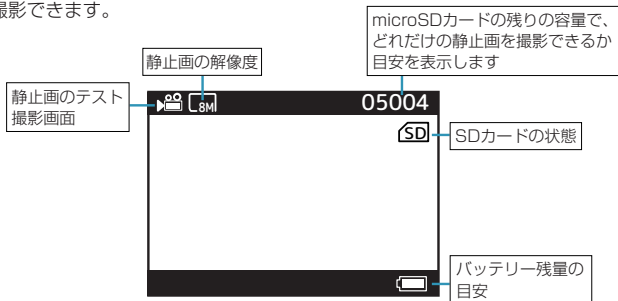 撮影できます。
microSDカードの残りの容量で、
どれだけの静止画を撮影できるか
目安を表示します
静止画の解像度
静止画のテスト
撮影画面
8M
05004
SD
SDカードの状態
バッテリー残量の
目安